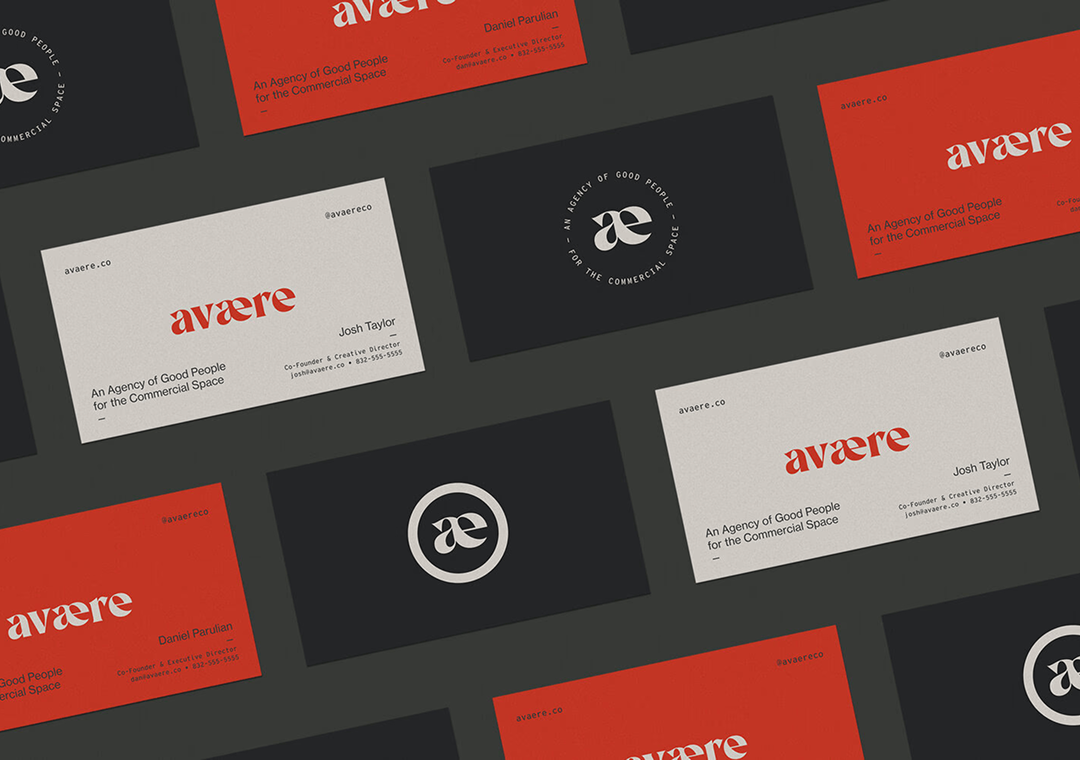 GOOD PEOPLE —
æ
COMMERCIAL SPACE
avære
Daniel Parulian
—
Co-Founder & Executive Director
dan@avaere.co • 832-555-5555
An Agency of Good People
for the Commercial Space
—
@avaereco
avaere.co
avære
Josh Taylor
—
Co-Founder & Creative Director
josh@avaere.co • 832-555-5555
An Agency of Good People
for the Commercial Space
—
— AN AGENCY OF GOOD PEOPLE —
æ
FOR THE COMMERCIAL SPACE
avaere.co
avære
An Agency of Good People
for the Commercial Space
—
@avaereco
avære
Daniel Parulian
—
Co-Founder & Executive Director
dan@avaere.co • 832-555-5555
Good People
ercial Space
æ
@avaereco
avaere.co
avære
Josh Taylor
—
Co-Founder & Creative Director
josh@avaere.co • 832-555-5555
An Agency of Good People
for the Commercial Space
—
@avaereco
avaere.co
avære
æ